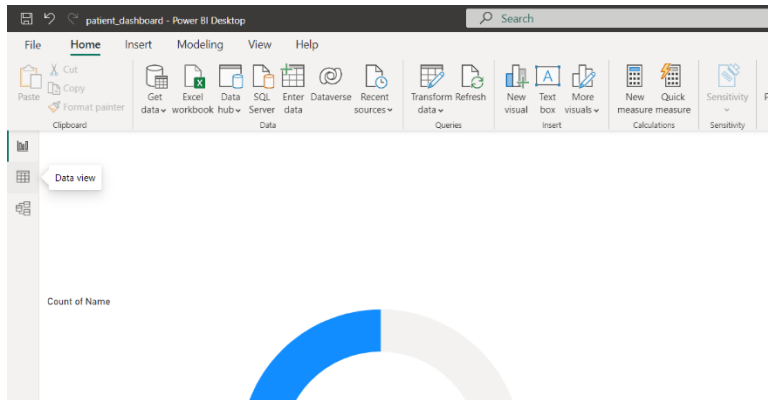 patient_dashboard - Power BI Desktop
Search
File Home Insert Modeling View Help
Paste
Cut
Copy
Format painter
Clipboard
Get data
Excel workbook
Data hub
SQL Server
Enter data
Dataverse
Recent sources
Data
Transform data
Refresh
Queries
New visual
Text box
More visuals
Insert
New measure
Quick measure
Calculations
Sensitivity
Sensitivity
Data view
Count of Name